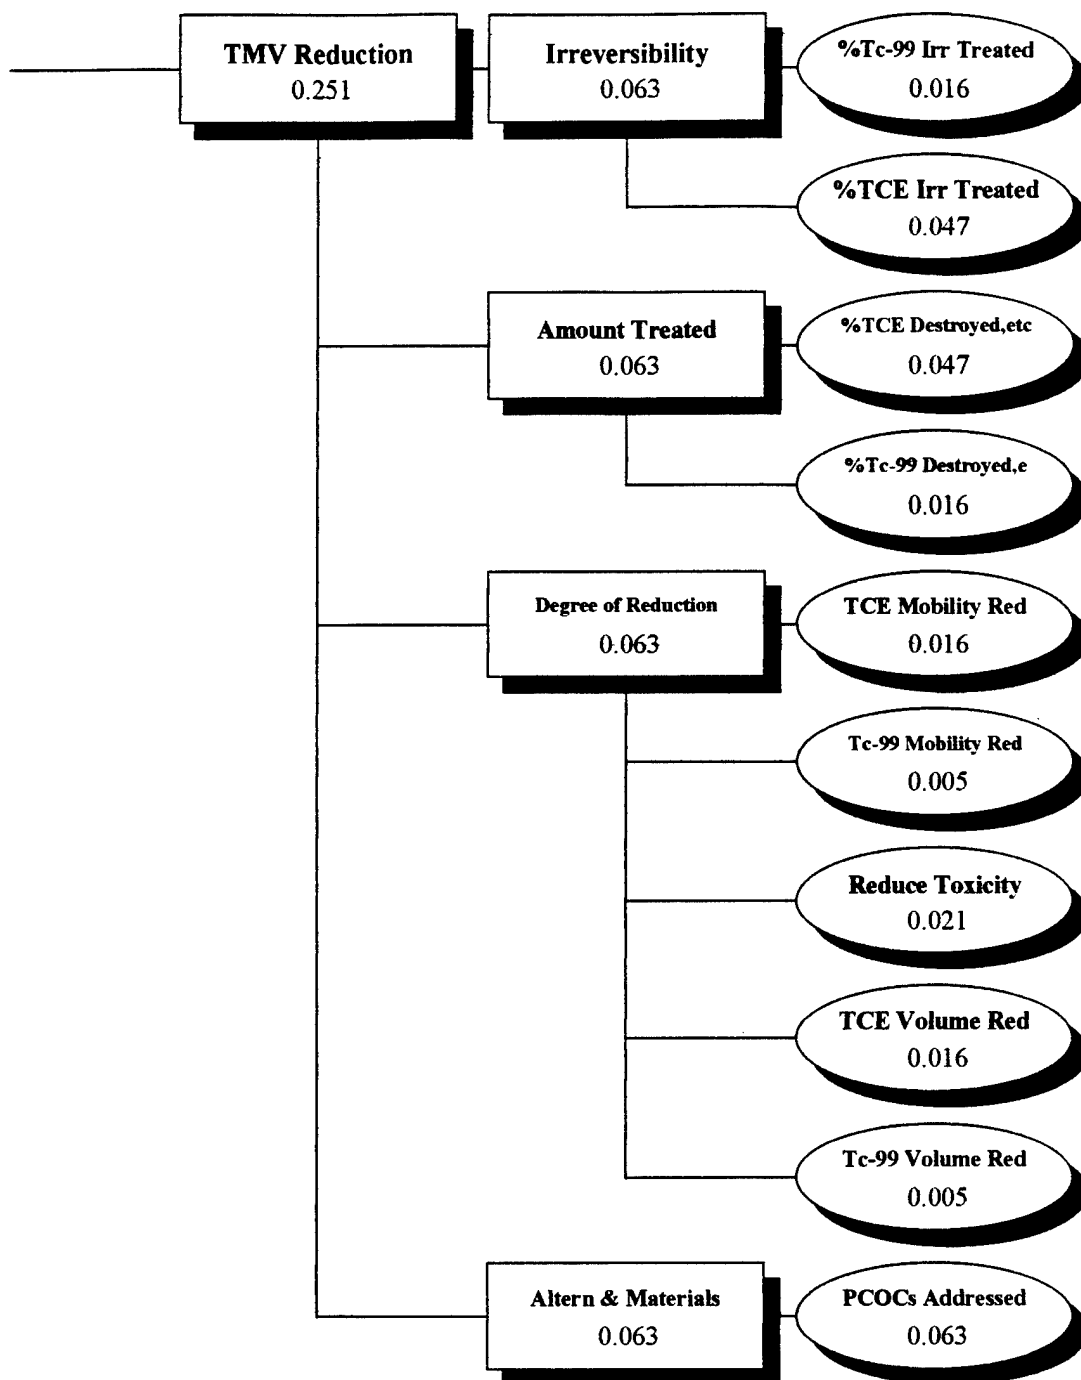 TMV Reduction
0.251
Irreversibility
0.063
%Tc-99 Irr Treated
0.016
%TCE Irr Treated
0.047
Amount Treated
0.063
%TCE Destroyed,etc
0.047
%Tc-99 Destroyed,e
0.016
Degree of Reduction
0.063
TCE Mobility Red
0.016
Tc-99 Mobility Red
0.005
Reduce Toxicity
0.021
TCE Volume Red
0.016
Tc-99 Volume Red
0.005
Altern & Materials
0.063
PCOCs Addressed
0.063